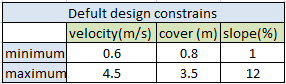 Defult design constrains
velocity(m/s) cover (m) slope(%)
minimum 0.6 0.8 1
maximum 4.5 3.5 12